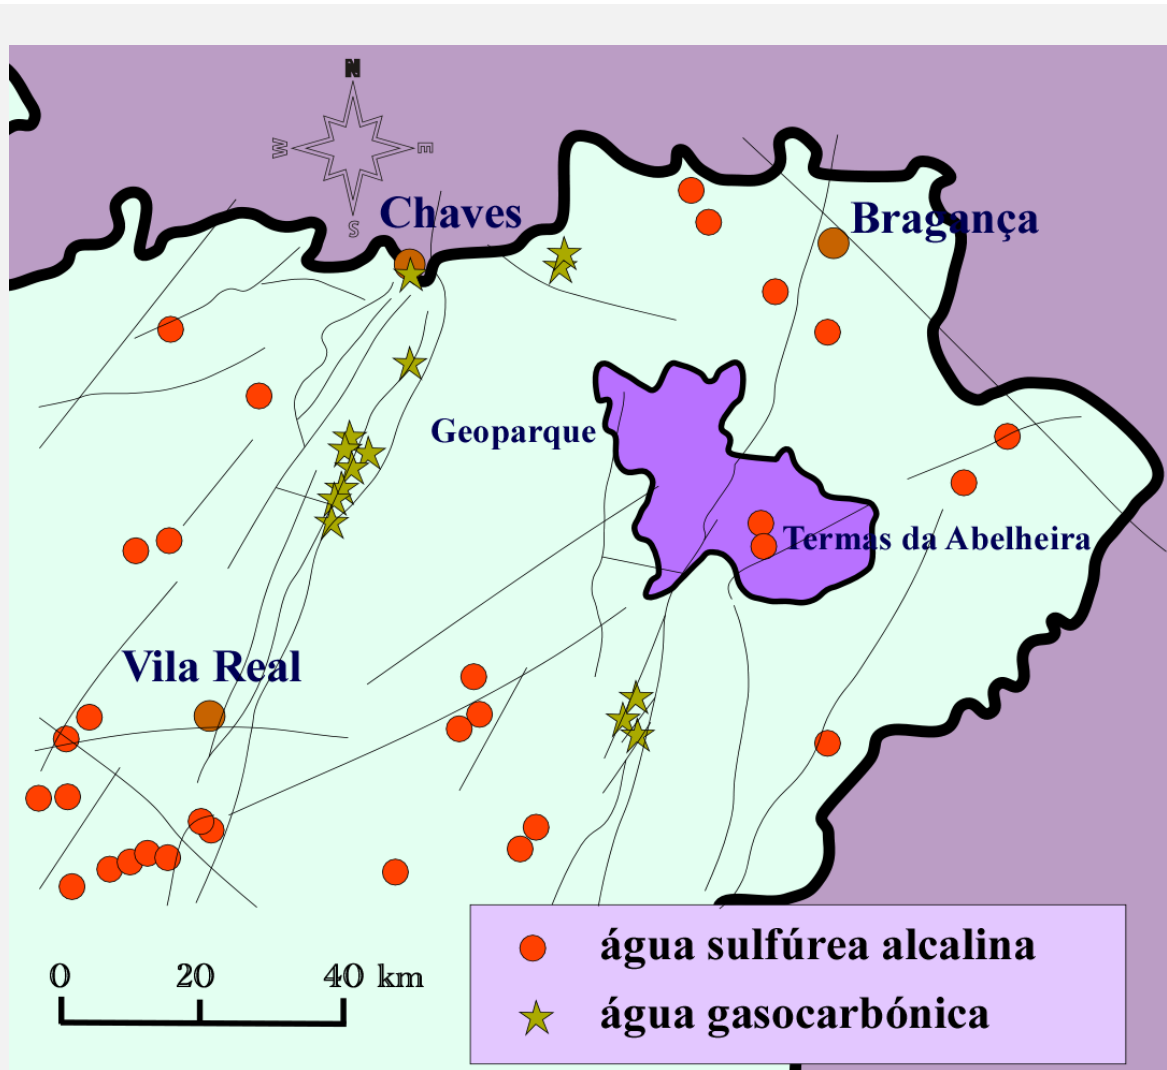 N
W
E
S
Chaves
Bragança
Geoparque
Termas da Abelheira
Vila Real
0 20 40 km
água sulfúrea alcalina
água gasocarbónica